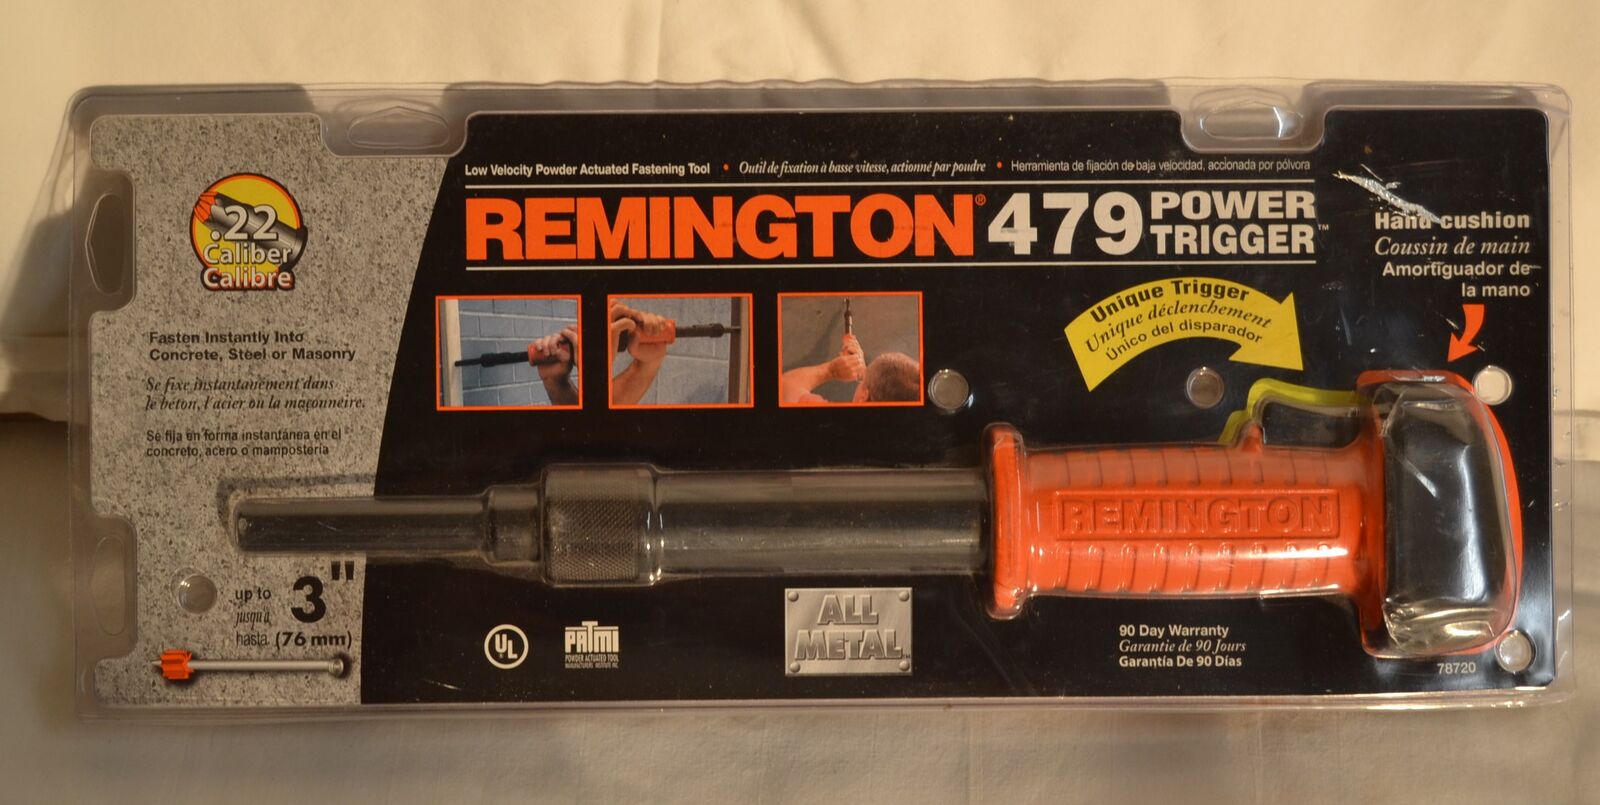 Low Velocity Powder Actuated Fastening Tool • Outil de fixation à basse vitesse, actionné par poudre • Herramienta de fijación de baja velocidad, accionada por pólvora
REMINGTON® 479 POWER TRIGGER™
.22
Caliber
Calibre
Fasten Instantly Into
Concrete, Steel or Masonry
Se fixe instantanément dans
le béton, l'acier ou la maçonneire.
Se fija en forma instantánea en el
concreto, acero o mampostería
Unique Trigger
Unique déclenchement
Único del disparador
Hand cushion
Coussin de main
Amortiguador de
la mano
REMINGTON
up to
jusqu'à
hasta
3"
(76 mm)
UL
PATMI
POWDER ACTUATED TOOL
MANUFACTURERS INSTITUTE INC.
ALL
METAL
90 Day Warranty
Garantie de 90 Jours
Garantía De 90 Días
78720